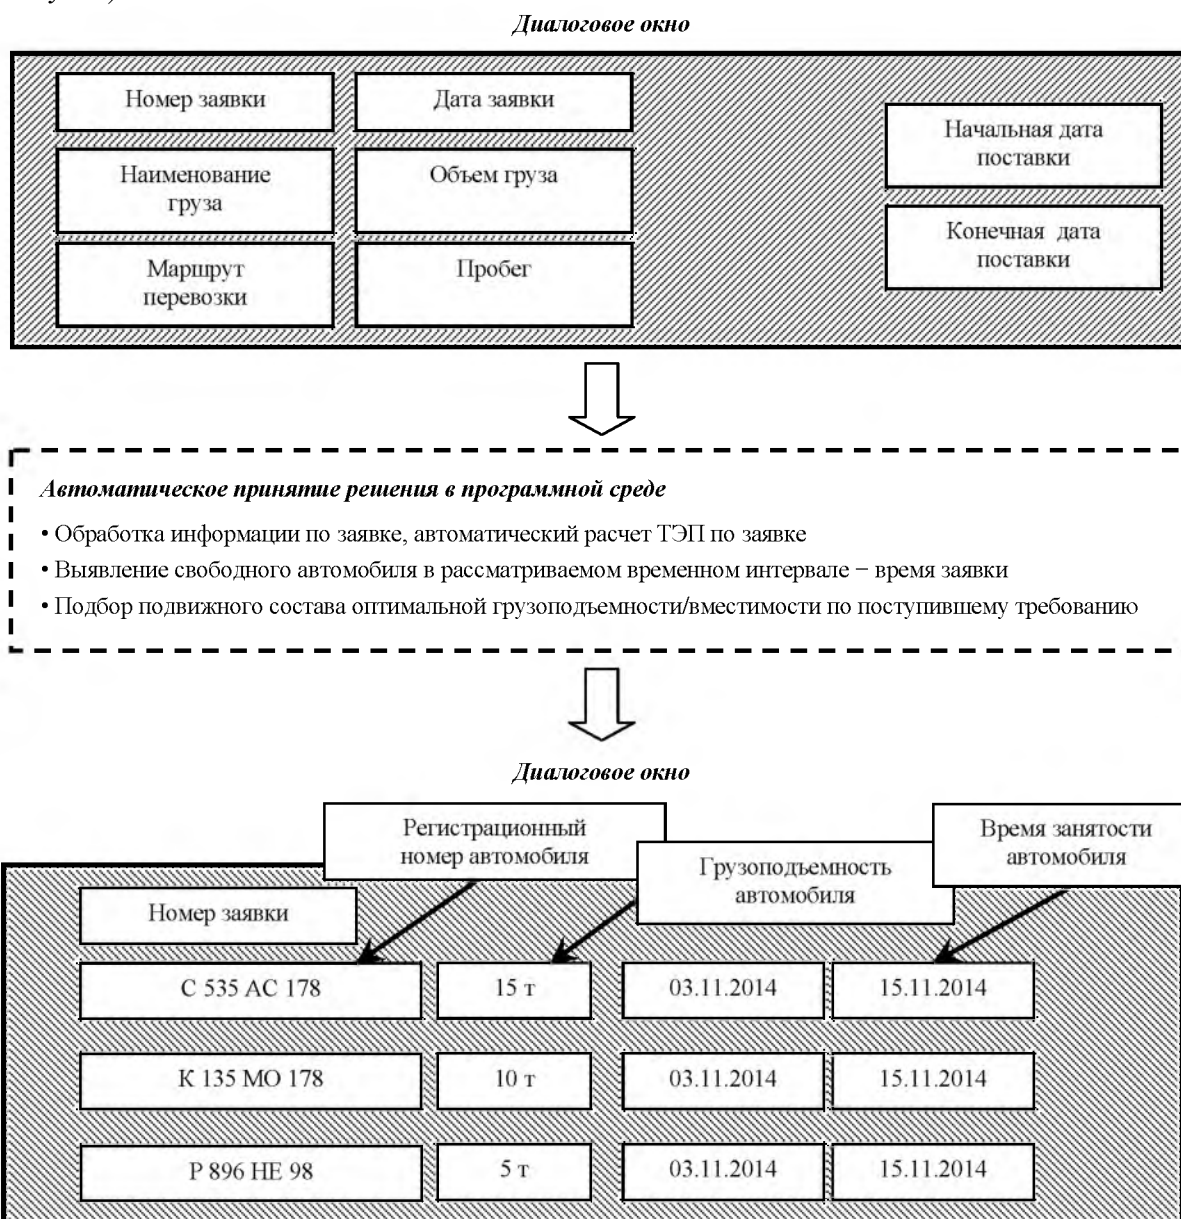 Диалоговое окно
Номер заявки
Дата заявки
Начальная дата
поставки
Наименование
груза
Объем груза
Конечная дата
поставки
Маршрут
перевозки
Пробег
Автоматическое принятие решения в программной среде
• Обработка информации по заявке, автоматический расчет ТЭП по заявке
• Выявление свободного автомобиля в рассматриваемом временном интервале − время заявки
• Подбор подвижного состава оптимальной грузоподъемности/вместимости по поступившему требованию
Диалоговое окно
Регистрационный
номер автомобиля
Грузоподъемность
автомобиля
Время занятости
автомобиля
Номер заявки
С 535 АС 178
15 т
03.11.2014
15.11.2014
К 135 МО 178
10 т
03.11.2014
15.11.2014
Р 896 НЕ 98
5 т
03.11.2014
15.11.2014